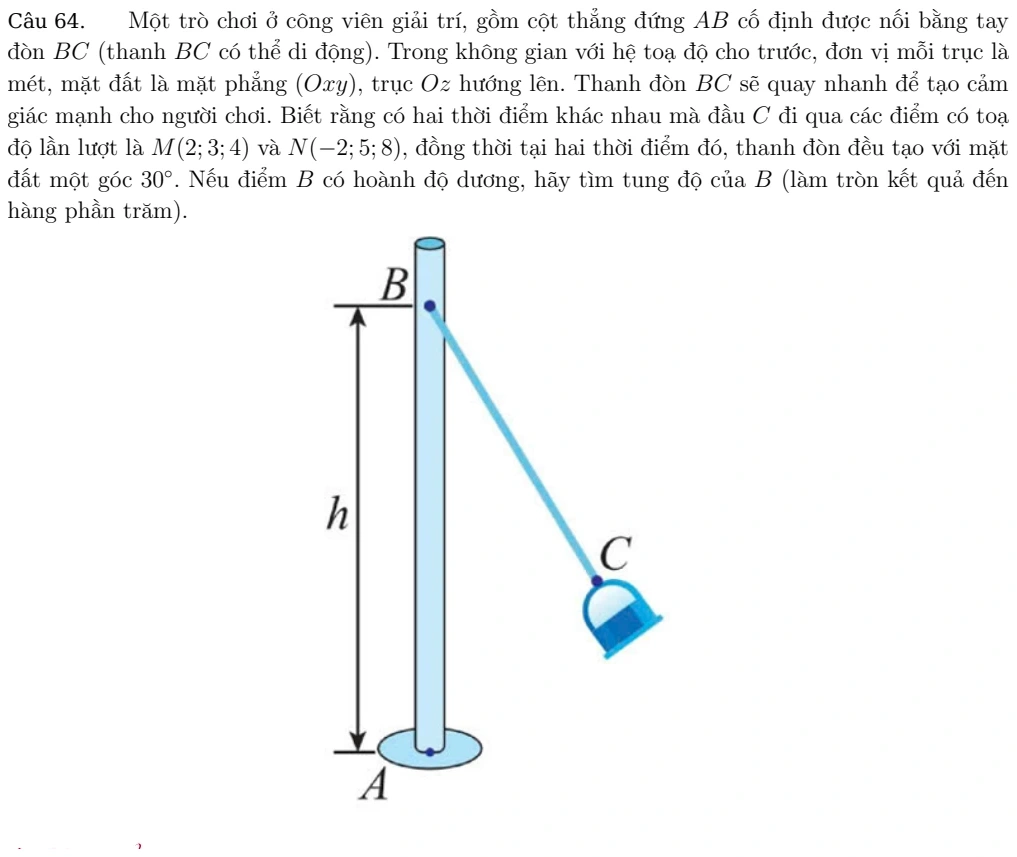 Câu 64. Một trò chơi ở công viên giải trí, gồm cột thẳng đứng AB cố định được nối bằng tay
đòn BC (thanh BC có thể di động). Trong không gian với hệ toạ độ cho trước, đơn vị mỗi trục là
mét, mặt đất là mặt phẳng (Oxy), trục Oz hướng lên. Thanh đòn BC sẽ quay nhanh để tạo cảm
giác mạnh cho người chơi. Biết rằng có hai thời điểm khác nhau mà đầu C đi qua các điểm có toạ
độ lần lượt là M(2; 3; 4) và N(−2; 5; 8), đồng thời tại hai thời điểm đó, thanh đòn đều tạo với mặt
đất một góc 30°. Nếu điểm B có hoành độ dương, hãy tìm tung độ của B (làm tròn kết quả đến
hàng phần trăm).
B
h
C
A